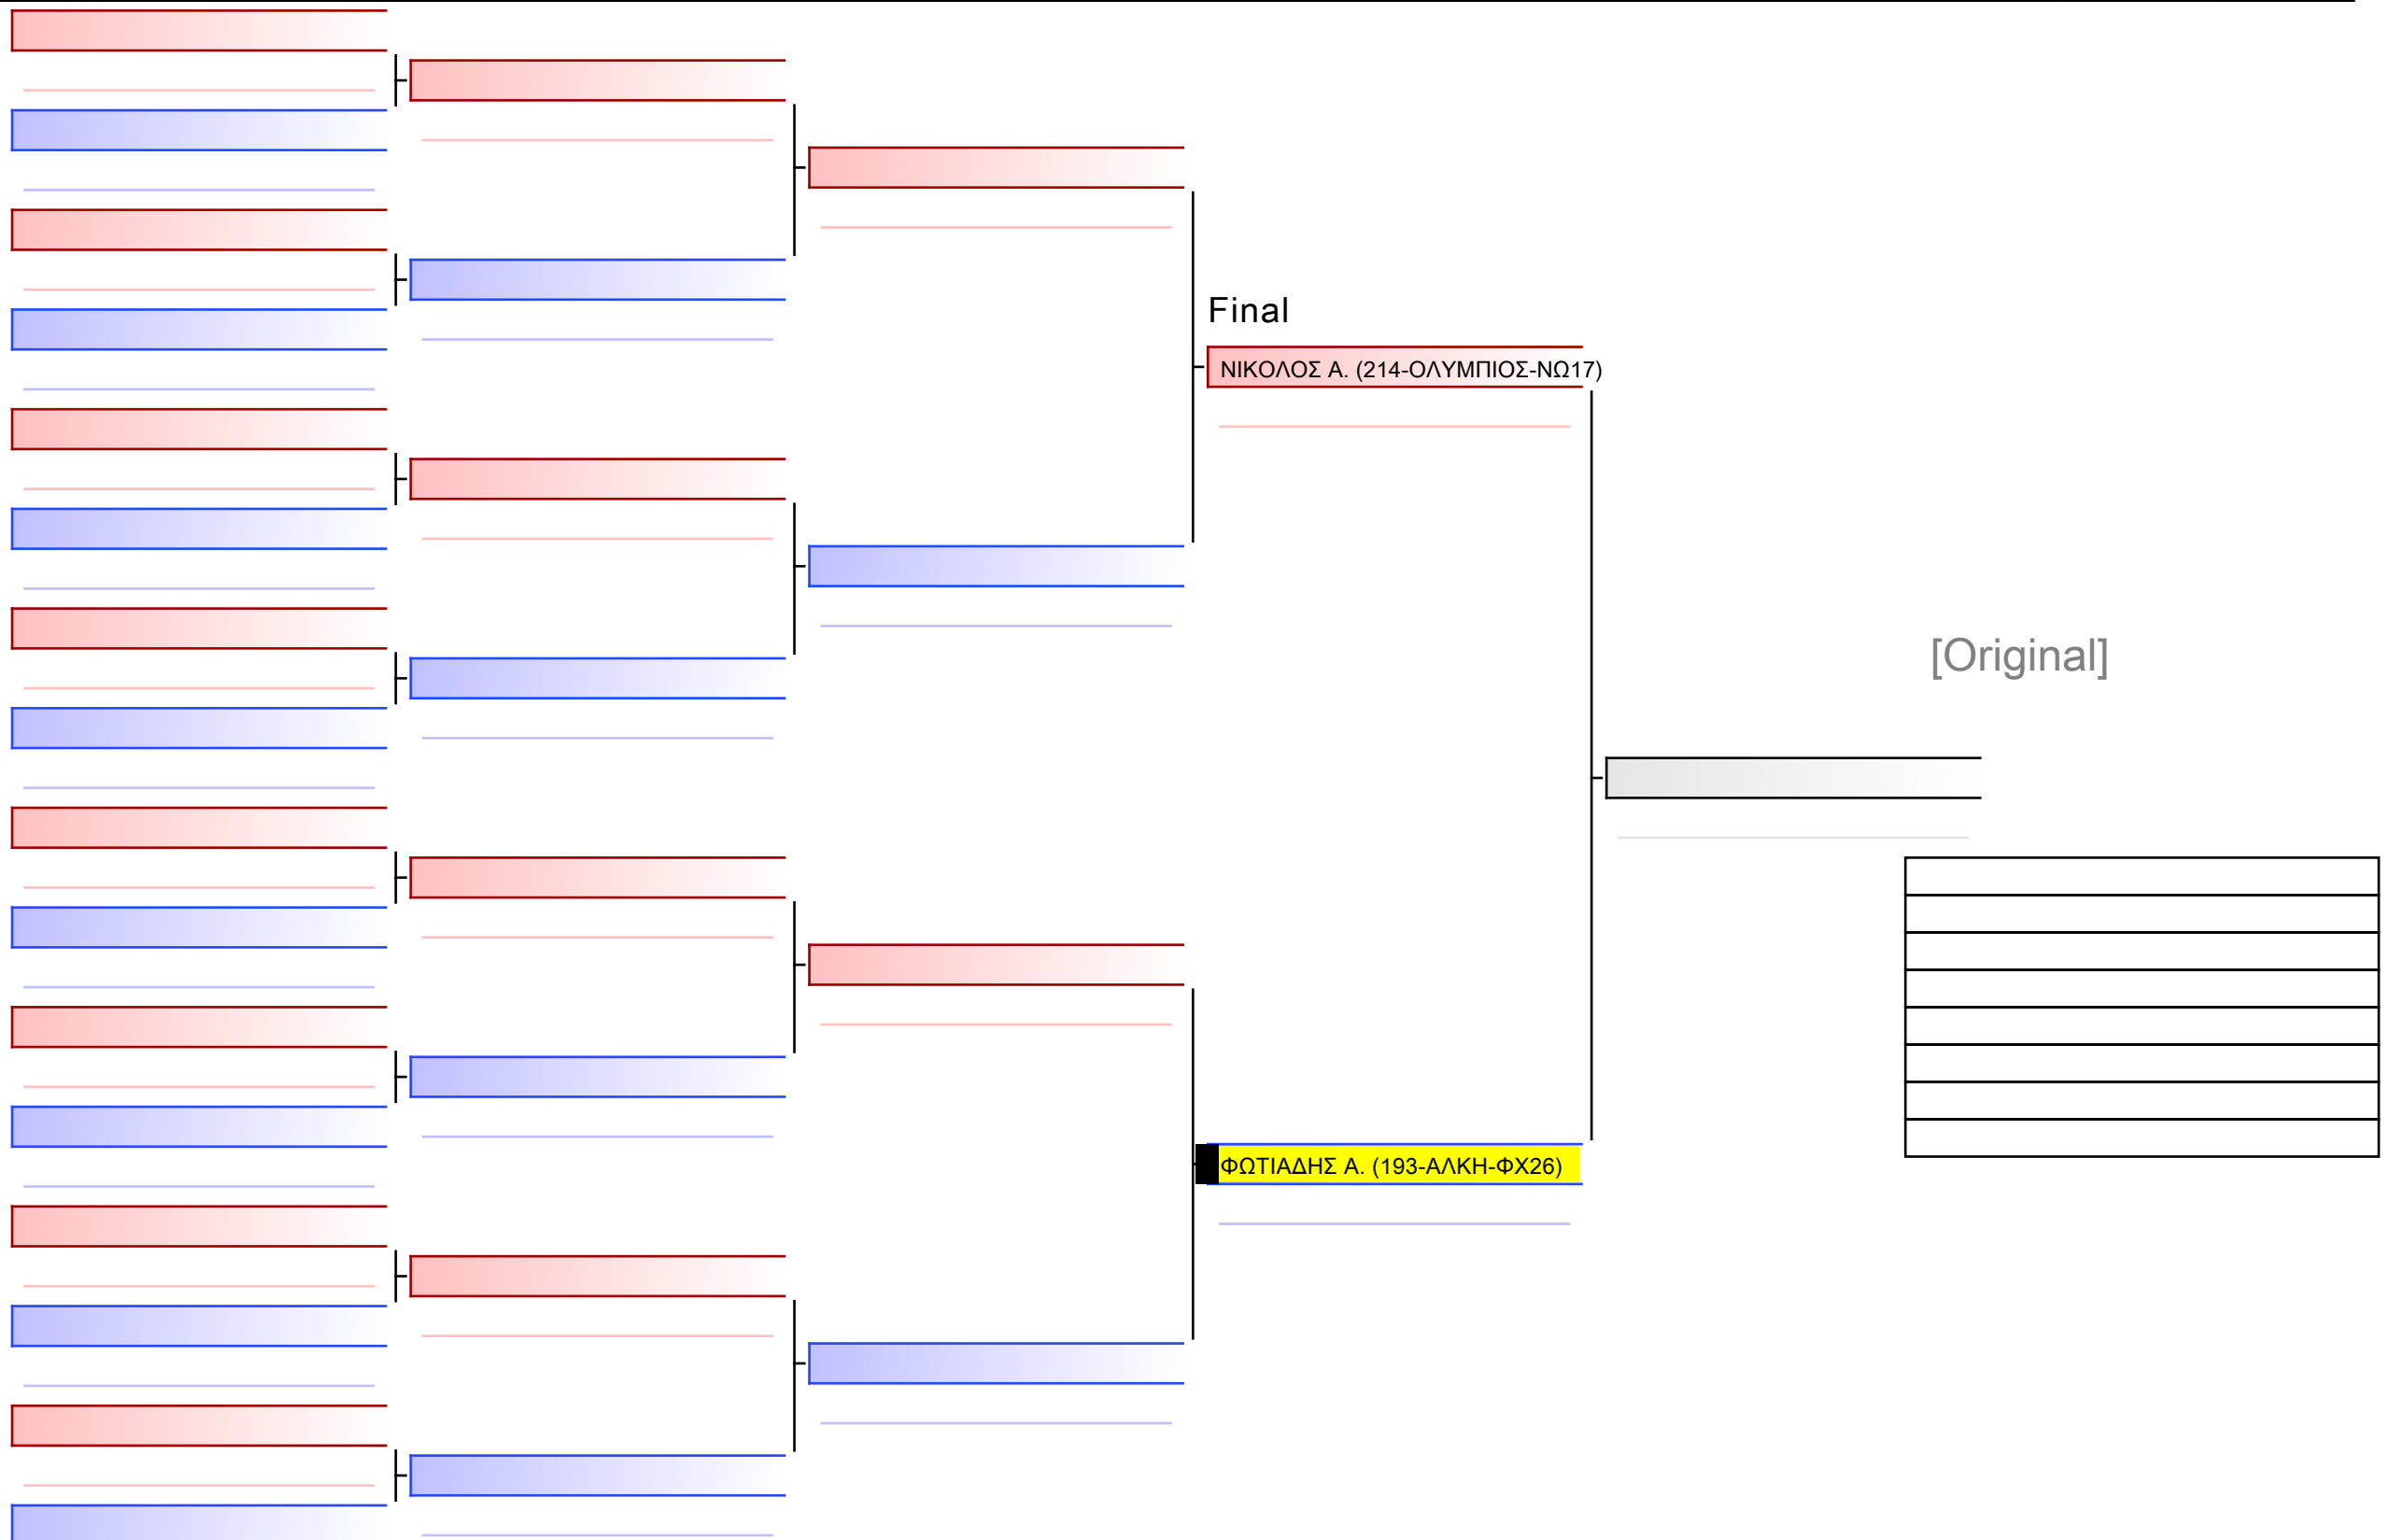 Final
ΝΙΚΟΛΟΣ Α. (214-ΟΛΥΜΠΙΟΣ-ΝΩ17)
[Original]
ΦΩΤΙΑΔΗΣ Α. (193-ΑΛΚΗ-ΦΧ26)